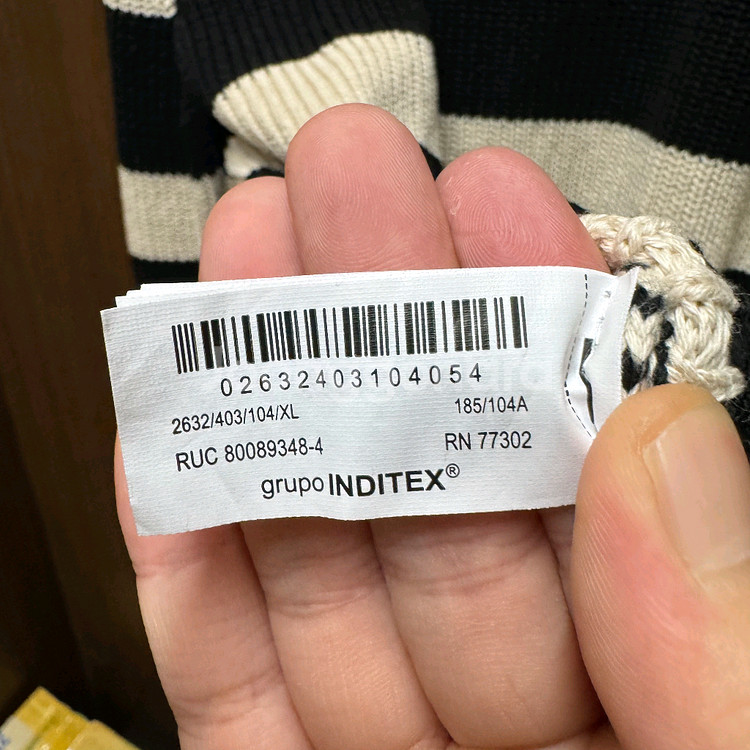 02632403104054
2632/403/104/XL 185/104A
RUC 80089348-4 RN 77302
grupo INDITEX®